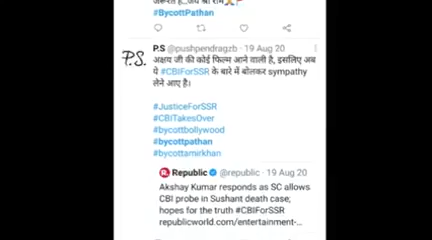 #BycottPathan
P.S.
P.S @pushpendragzb · 19 Aug 20
अक्षय जी की कोई फिल्म आने वाली है, इसलिए अब
ये #CBIForSSR के बारे में बोलकर sympathy
लेने आए है।
#JusticeForSSR
#CBITakesOver
#bycottbollywood
#bycottpathan
#bycottamirkhan
Republic @republic · 19 Aug 20
Akshay Kumar responds as SC allows
CBI probe in Sushant death case;
hopes for the truth #CBIForSSR
republicworld.com/entertainment-...